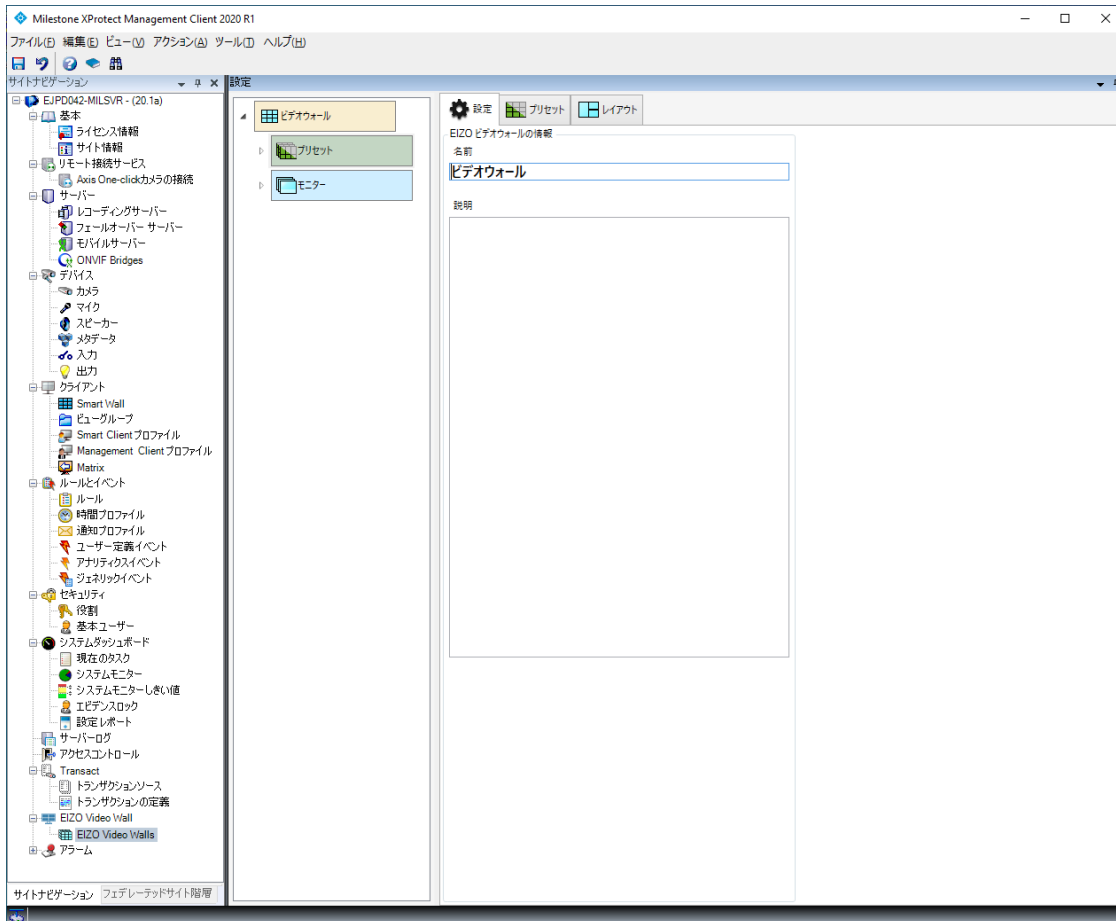 Milestone XProtect Management Client 2020 R1
ファイル(F) 編集(E) ビュー(V) アクション(A) ツール(T) ヘルプ(H)
サイトナビゲーション
設定
EJPD042-MILSVR - (20.1a)
基本
ライセンス情報
サイト情報
リモート接続サービス
Axis One-clickカメラの接続
サーバー
レコーディングサーバー
フェールオーバー サーバー
モバイルサーバー
ONVIF Bridges
デバイス
カメラ
マイク
スピーカー
メタデータ
入力
出力
クライアント
Smart Wall
ビューグループ
Smart Clientプロファイル
Management Clientプロファイル
Matrix
ルールとイベント
ルール
時間プロファイル
通知プロファイル
ユーザー定義イベント
アナリティクスイベント
ジェネリックイベント
セキュリティ
役割
基本ユーザー
システムダッシュボード
現在のタスク
システムモニター
システムモニターしきい値
エビデンスロック
設定レポート
サーバーログ
アクセスコントロール
Transact
トランザクションソース
トランザクションの定義
EIZO Video Wall
EIZO Video Walls
アラーム
サイトナビゲーション フェデレーテッドサイト階層
ビデオウォール
プリセット
モニター
設定 プリセット レイアウト
EIZO ビデオウォールの情報
名前
ビデオウォール
説明